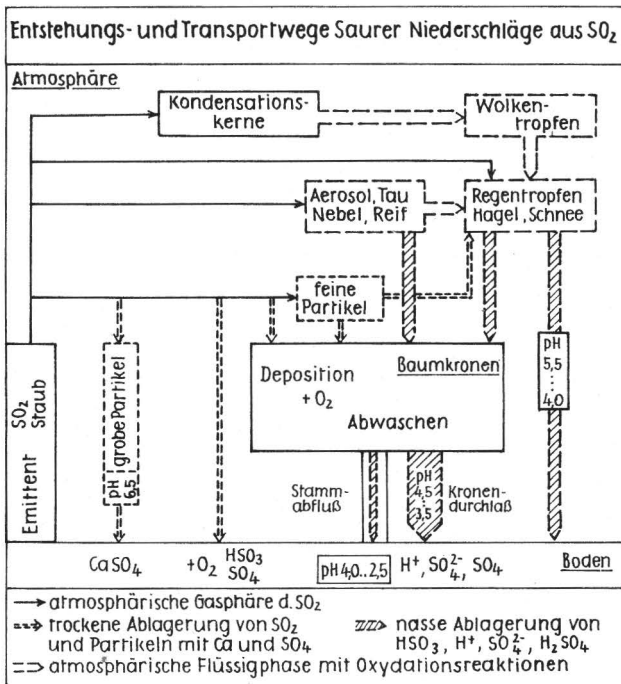 Entstehungs- und Transportwege Saurer Niederschläge aus SO₂
Atmosphäre
Kondensations-
kerne
Wolken-
tropfen
Aerosol, Tau
Nebel, Reif
Regentropfen
Hagel, Schnee
feine
Partikel
Emittent
SO₂
Staub
grobe Partikel
pH
6,5
Baumkronen
Deposition
+ O₂
Abwaschen
pH
5,5
⋮
4,0
Stamm-
abfluß
pH
4,5
⋮
3,5
Kronen-
durchlaß
CaSO₄
+O₂
HSO₃
SO₄
pH 4,0..2,5
H⁺, SO₄²⁻, SO₄
Boden
atmosphärische Gasphäre d. SO₂
trockene Ablagerung von SO₂
und Partikeln mit Ca und SO₄
nasse Ablagerung von
HSO₃, H⁺, SO₄²⁻, H₂SO₄
atmosphärische Flüssigphase mit Oxydationsreaktionen